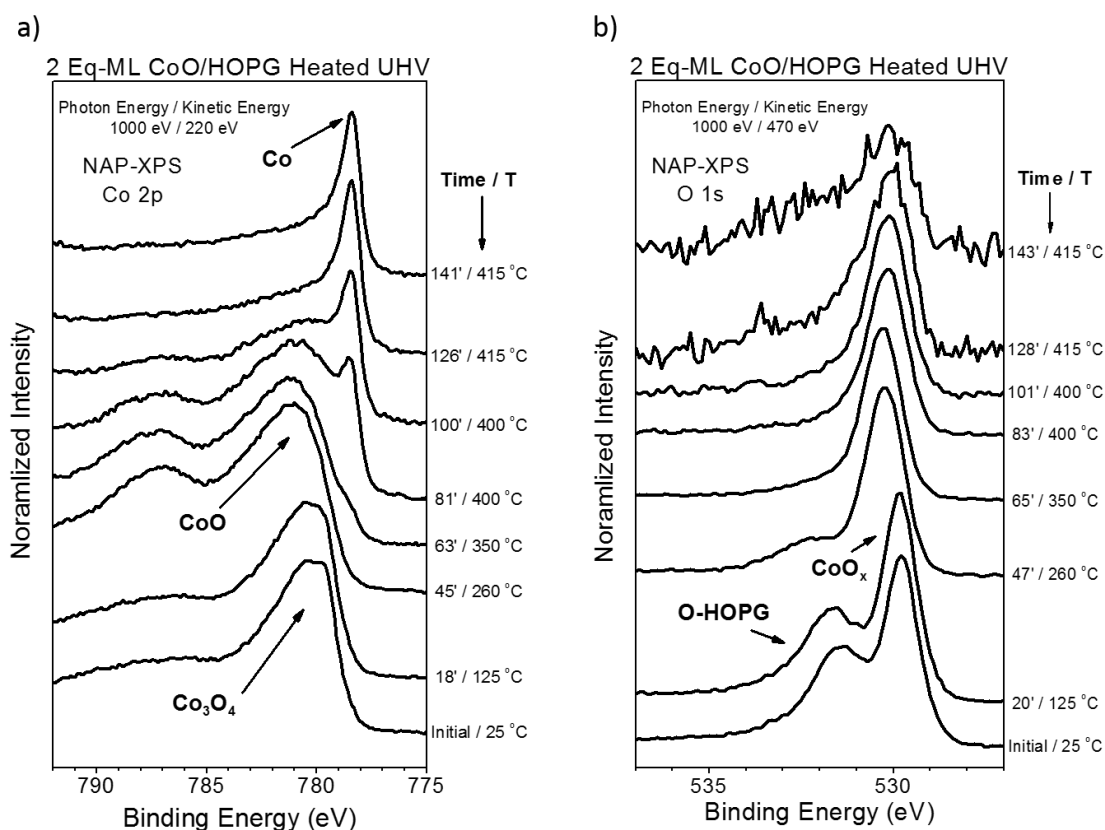 a)
2 Eq-ML CoO/HOPG Heated UHV
Photon Energy / Kinetic Energy
1000 eV / 220 eV
NAP-XPS
Co 2p
Co
Time / T
141' / 415 °C
126' / 415 °C
100' / 400 °C
81' / 400 °C
CoO
63' / 350 °C
45' / 260 °C
18' / 125 °C
Co₃O₄
Initial / 25 °C
Noramlized Intensity
790
785
780
775
Binding Energy (eV)
b)
2 Eq-ML CoO/HOPG Heated UHV
Photon Energy / Kinetic Energy
1000 eV / 470 eV
NAP-XPS
O 1s
Time / T
143' / 415 °C
128' / 415 °C
101' / 400 °C
83' / 400 °C
65' / 350 °C
47' / 260 °C
CoOₓ
O-HOPG
20' / 125 °C
Initial / 25 °C
Noramlized Intensity
535
530
Binding Energy (eV)